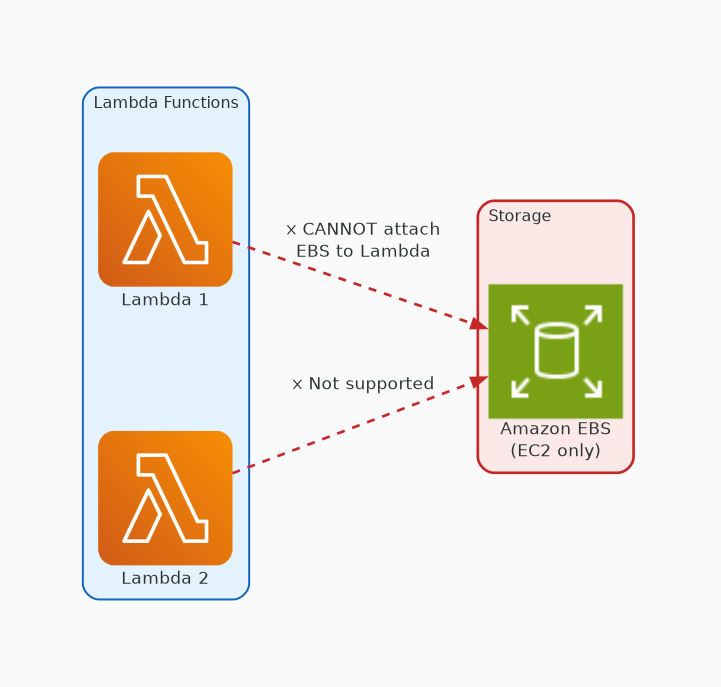 Lambda Functions
Lambda 1
× CANNOT attach
EBS to Lambda
Storage
× Not supported
Amazon EBS
(EC2 only)
Lambda 2